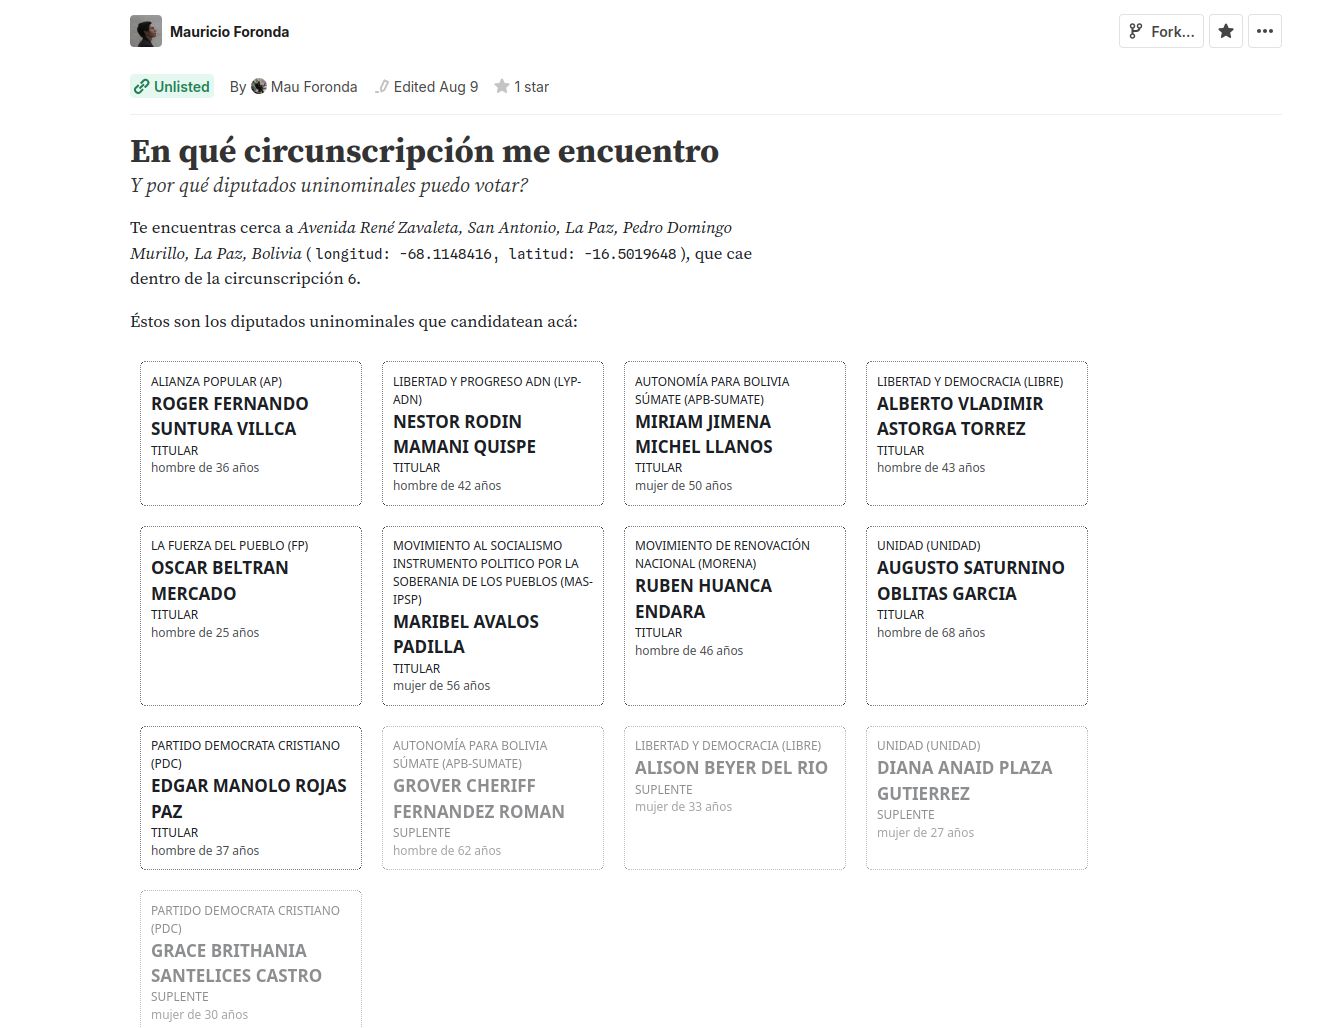 Mauricio Foronda
Fork...
Unlisted
By Mau Foronda
Edited Aug 9
1 star
En qué circunscripción me encuentro
Y por qué diputados uninominales puedo votar?
Te encuentras cerca a Avenida René Zavaleta, San Antonio, La Paz, Pedro Domingo
Murillo, La Paz, Bolivia ( longitud: -68.1148416, latitud: -16.5019648 ), que cae
dentro de la circunscripción 6.
Éstos son los diputados uninominales que candidatean acá:
ALIANZA POPULAR (AP)
ROGER FERNANDO
SUNTURA VILLCA
TITULAR
hombre de 36 años
LIBERTAD Y PROGRESO ADN (LYP-
ADN)
NESTOR RODIN
MAMANI QUISPE
TITULAR
hombre de 42 años
AUTONOMÍA PARA BOLIVIA
SÚMATE (APB-SUMATE)
MIRIAM JIMENA
MICHEL LLANOS
TITULAR
mujer de 50 años
LIBERTAD Y DEMOCRACIA (LIBRE)
ALBERTO VLADIMIR
ASTORGA TORREZ
TITULAR
hombre de 43 años
LA FUERZA DEL PUEBLO (FP)
OSCAR BELTRAN
MERCADO
TITULAR
hombre de 25 años
MOVIMIENTO AL SOCIALISMO
INSTRUMENTO POLITICO POR LA
SOBERANIA DE LOS PUEBLOS (MAS-
IPSP)
MARIBEL AVALOS
PADILLA
TITULAR
mujer de 56 años
MOVIMIENTO DE RENOVACIÓN
NACIONAL (MORENA)
RUBEN HUANCA
ENDARA
TITULAR
hombre de 46 años
UNIDAD (UNIDAD)
AUGUSTO SATURNINO
OBLITAS GARCIA
TITULAR
hombre de 68 años
PARTIDO DEMOCRATA CRISTIANO
(PDC)
EDGAR MANOLO ROJAS
PAZ
TITULAR
hombre de 37 años
AUTONOMÍA PARA BOLIVIA
SÚMATE (APB-SUMATE)
GROVER CHERIFF
FERNANDEZ ROMAN
SUPLENTE
hombre de 62 años
LIBERTAD Y DEMOCRACIA (LIBRE)
ALISON BEYER DEL RIO
SUPLENTE
mujer de 33 años
UNIDAD (UNIDAD)
DIANA ANAID PLAZA
GUTIERREZ
SUPLENTE
mujer de 27 años
PARTIDO DEMOCRATA CRISTIANO
(PDC)
GRACE BRITHANIA
SANTELICES CASTRO
SUPLENTE
mujer de 30 años